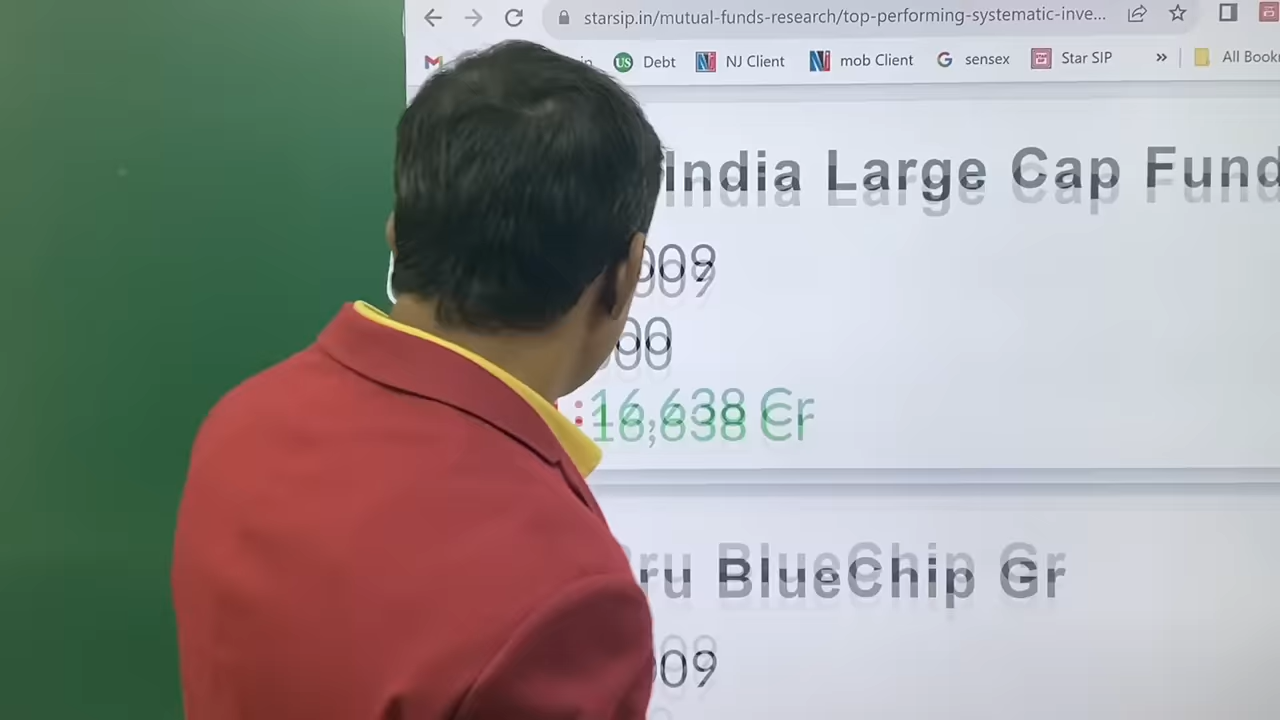 starsip.in/mutual-funds-research/top-performing-systematic-inve...
Debt NJ Client mob Client sensex Star SIP » All Book
India Large Cap Fund
009
00
:16,638 Cr
ru BlueChip Gr
09